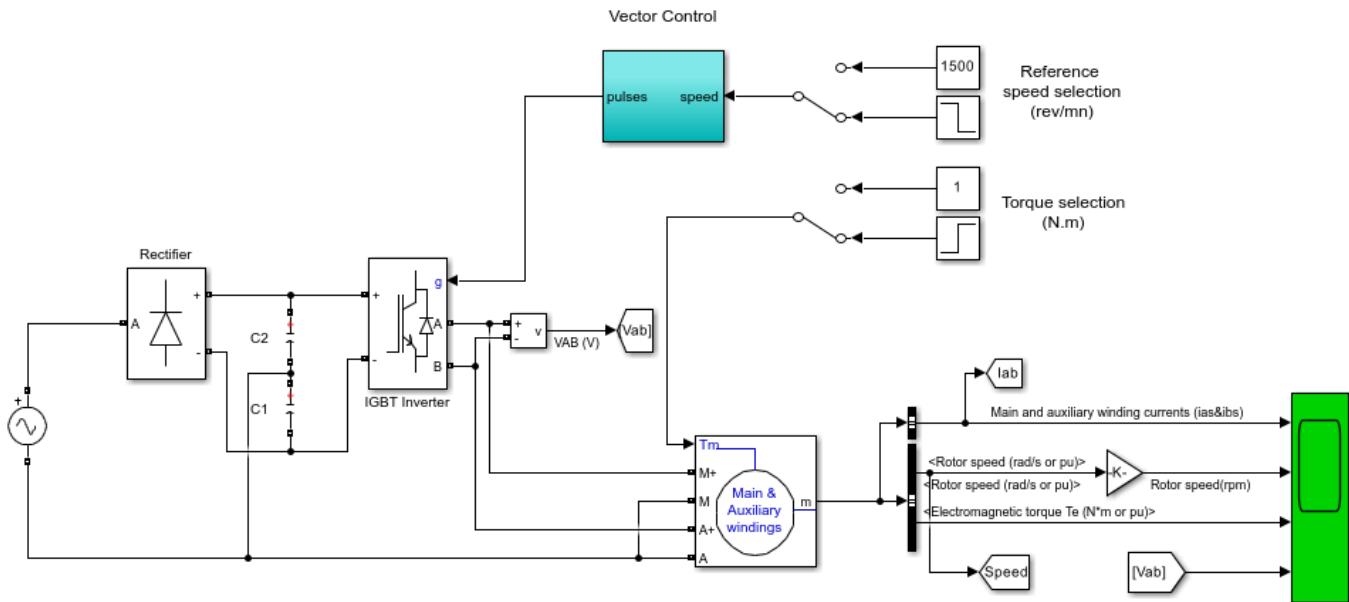 Vector Control
pulses
speed
1500
Reference
speed selection
(rev/mn)
1
Torque selection
(N.m)
Rectifier
A
+
-
C2
C1
+
+
-
g
A
B
IGBT Inverter
+
-
v
VAB (V)
Vab]
Iab
Main and auxiliary winding currents (ias&ibs)
Tm
M+
M
A+
A
Main &
Auxiliary
windings
m
<Rotor speed (rad/s or pu)>
<Rotor speed (rad/s or pu)>
-K-
Rotor speed(rpm)
<Electromagnetic torque Te (N*m or pu)>
Speed
[Vab]